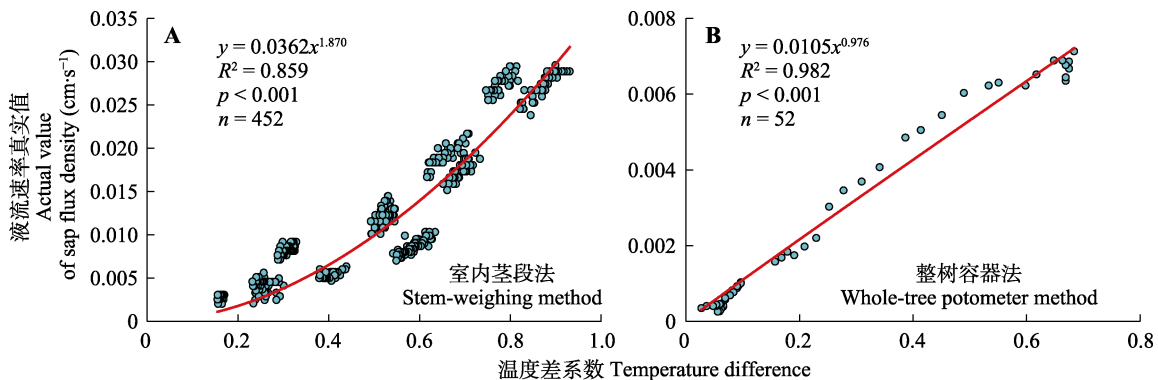 液流速率真实值
Actual value
of sap flux density (cm·s⁻¹)
0.035
0.030
0.025
0.020
0.015
0.010
0.005
0
A
y = 0.0362x^1.870
R² = 0.859
p < 0.001
n = 452
室内茎段法
Stem-weighing method
0 0.2 0.4 0.6 0.8 1.0
0.008
0.006
0.004
0.002
0
B
y = 0.0105x^0.976
R² = 0.982
p < 0.001
n = 52
整树容器法
Whole-tree potometer method
0 0.2 0.4 0.6 0.8
温度差系数 Temperature difference